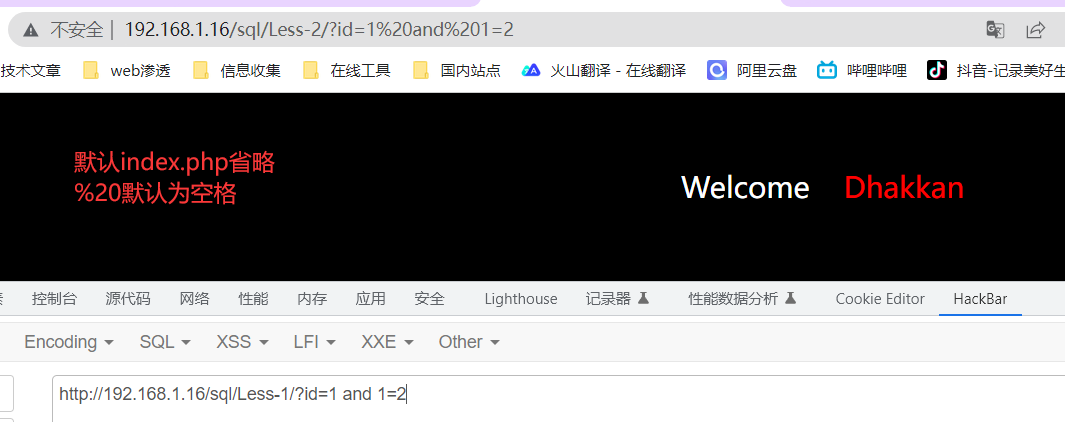 不安全 | 192.168.1.16/sql/Less-2/?id=1%20and%201=2
技术文章 web渗透 信息收集 在线工具 国内站点 火山翻译 - 在线翻译 阿里云盘 哔哩哔哩 抖音-记录美好生
默认index.php省略
%20默认为空格
Welcome Dhakkan
控制台 源代码 网络 性能 内存 应用 安全 Lighthouse 记录器 性能数据分析 Cookie Editor HackBar
Encoding SQL XSS LFI XXE Other
http://192.168.1.16/sql/Less-1/?id=1 and 1=2